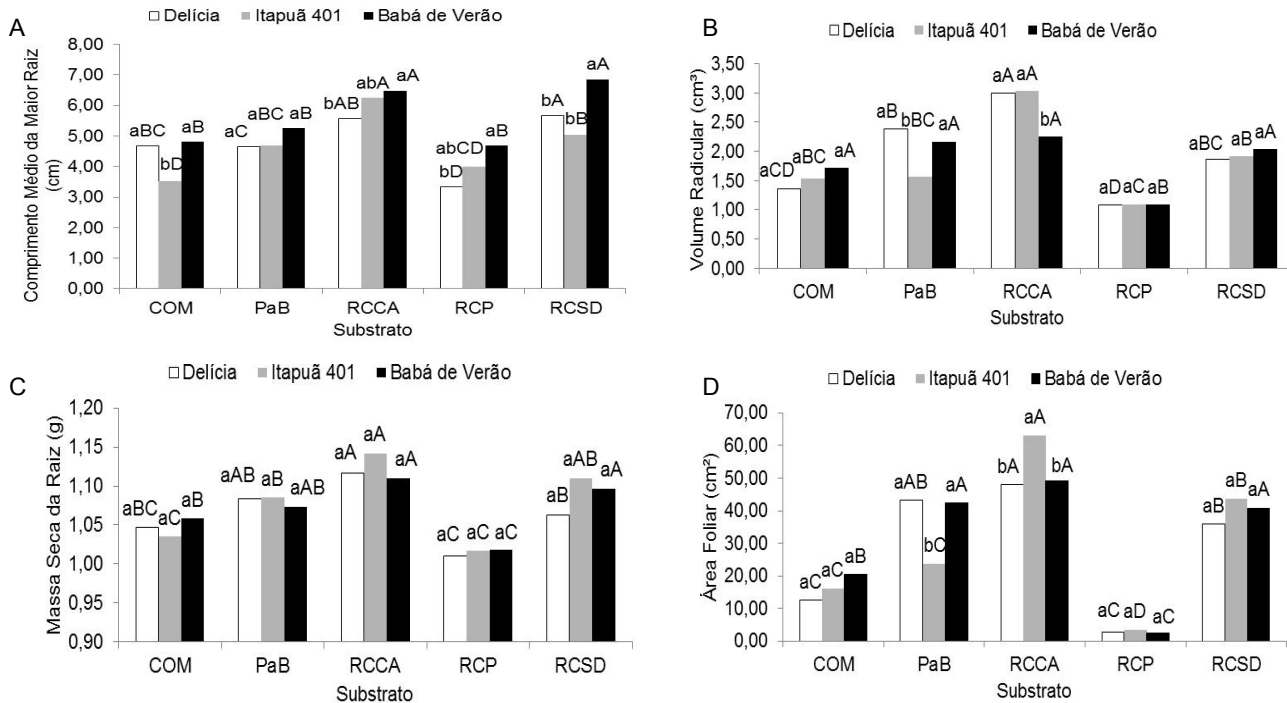 A
Delícia Itapuã 401 Babá de Verão
Comprimento Médio da Maior Raiz
(cm)
8,00
7,00
6,00
5,00
4,00
3,00
2,00
1,00
0,00
aBC bD aB
aC aBC aB
bAB abA aA
bD abCD aB
bA bB aA
COM PaB RCCA RCP RCSD
Substrato
B
Delícia Itapuã 401 Babá de Verão
Volume Radicular (cm³)
3,50
3,00
2,50
2,00
1,50
1,00
0,50
0,00
aCD aBC aA
aB bBC aA
aA aA bA
aD aC aB
aBC aB aA
COM PaB RCCA RCP RCSD
Substrato
C
Delícia Itapuã 401 Babá de Verão
Massa Seca da Raiz (g)
1,20
1,15
1,10
1,05
1,00
0,95
0,90
aBC aC aB
aAB aB aAB
aA aA aA
aC aC aC
aB aAB aA
COM PaB RCCA RCP RCSD
Substrato
D
Delícia Itapuã 401 Babá de Verão
Área Foliar (cm²)
70,00
60,00
50,00
40,00
30,00
20,00
10,00
0,00
aC aC aB
aAB bC aA
bA aA bA
aC aD aC
aB aB aA
COM PaB RCCA RCP RCSD
Substrato